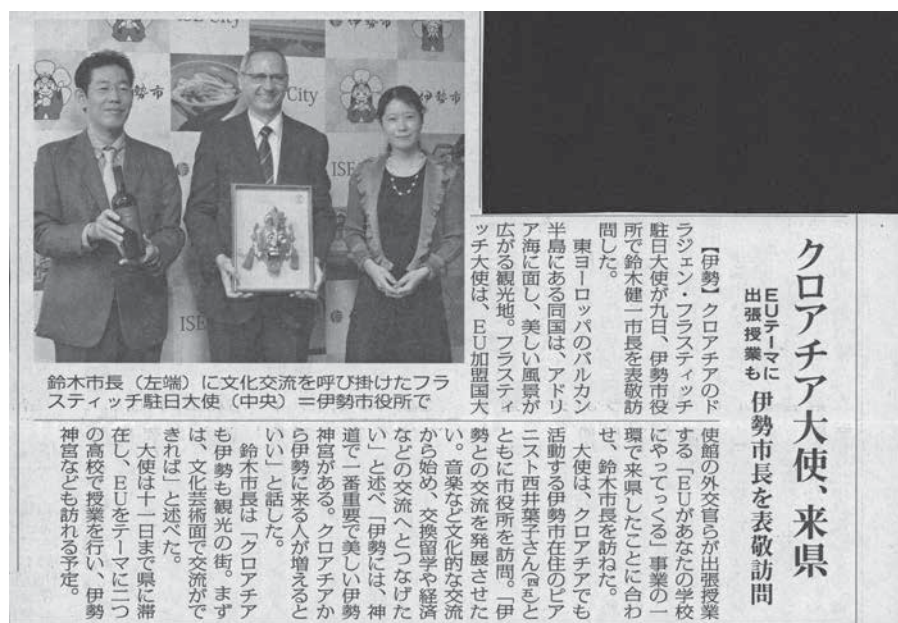 クロアチア大使、来県
EUテーマに
出張授業も
伊勢市長を表敬訪問
【伊勢】クロアチアのド
ラジェン・フラスティッチ
駐日大使が九日、伊勢市役
所で鈴木健一市長を表敬訪
問した。
東ヨーロッパのバルカン
半島にある同国は、アドリ
ア海に面し、美しい風景が
広がる観光地。フラスティ
ッチ大使は、EU加盟国大
使館の外交官らが出張授業
する「EUがあなたの学校
にやってっくる」事業の一
環で来県したことに合わ
せ、鈴木市長を訪ねた。
大使は、クロアチアでも
活動する伊勢市在住のピア
ニスト西井葉子さん(四五)と
ともに市役所を訪問。「伊
勢との交流を発展させた
い。音楽など文化的な交流
から始め、交換留学や経済
などの交流へとつなげた
い」と述べ「伊勢には、神
道で一番重要で美しい伊勢
神宮がある。クロアチアか
ら伊勢に来る人が増えると
いい」と話した。
鈴木市長は「クロアチア
も伊勢も観光の街。まず
は、文化芸術面で交流がで
きれば」と述べた。
大使は十一日まで県に滞
在し、EUをテーマに二つ
の高校で授業を行い、伊勢
神宮なども訪れる予定。
ISE City
伊勢市
勢市
City
伊勢市
ISE
ISE
鈴木市長(左端)に文化交流を呼び掛けたフラ
スティッチ駐日大使(中央)=伊勢市役所で